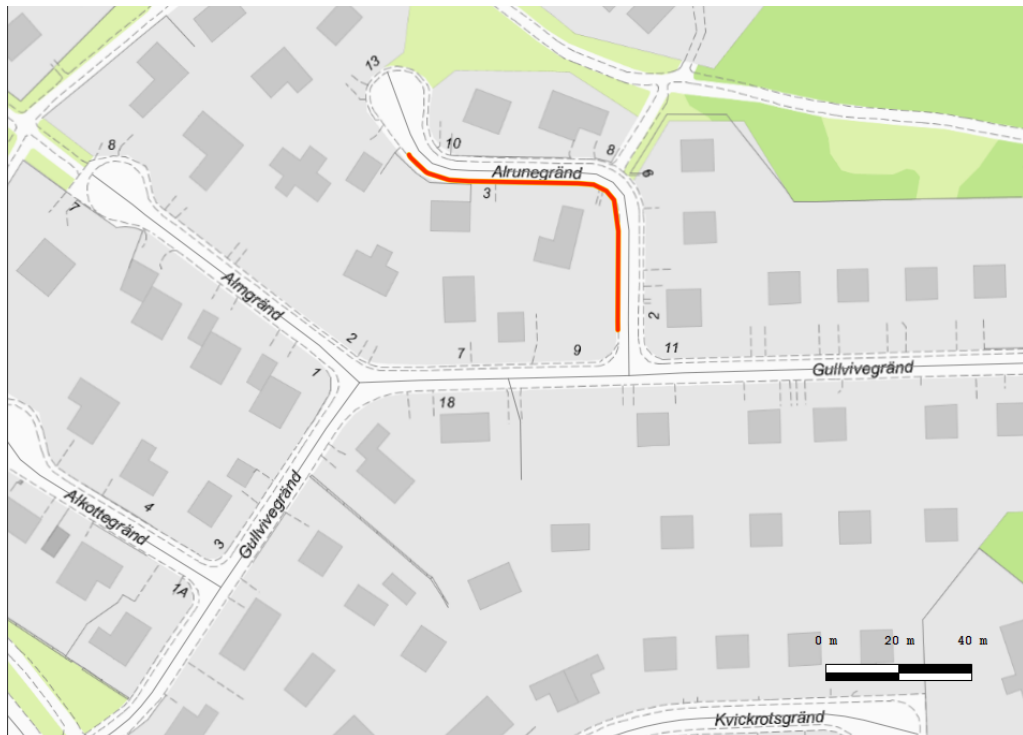 13
10
8
8
Alrunegränd
6
3
7
Almgränd
2
2
7
9
11
Gullvivegränd
1
18
Gullvivegränd
4
Alkottegränd
3
1A
0 m 20 m 40 m
Kvickrotsgränd